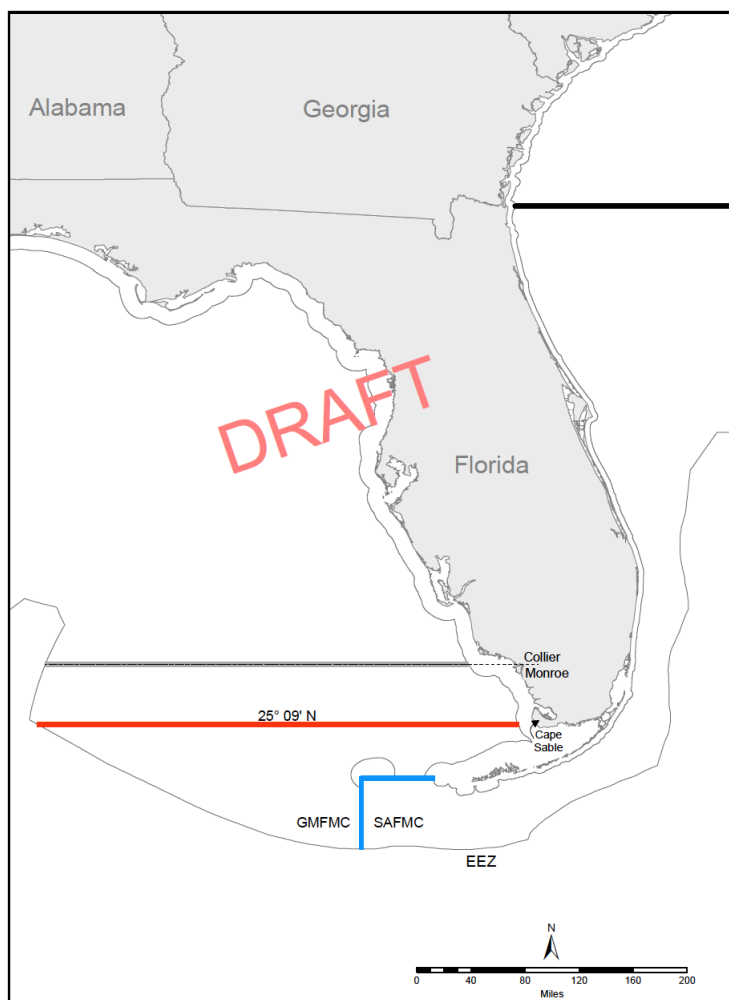 Alabama
Georgia
DRAFT
Florida
Collier
Monroe
25° 09' N
Cape
Sable
GMFMC
SAFMC
EEZ
N
0 20 40 80 120 160 200
Miles